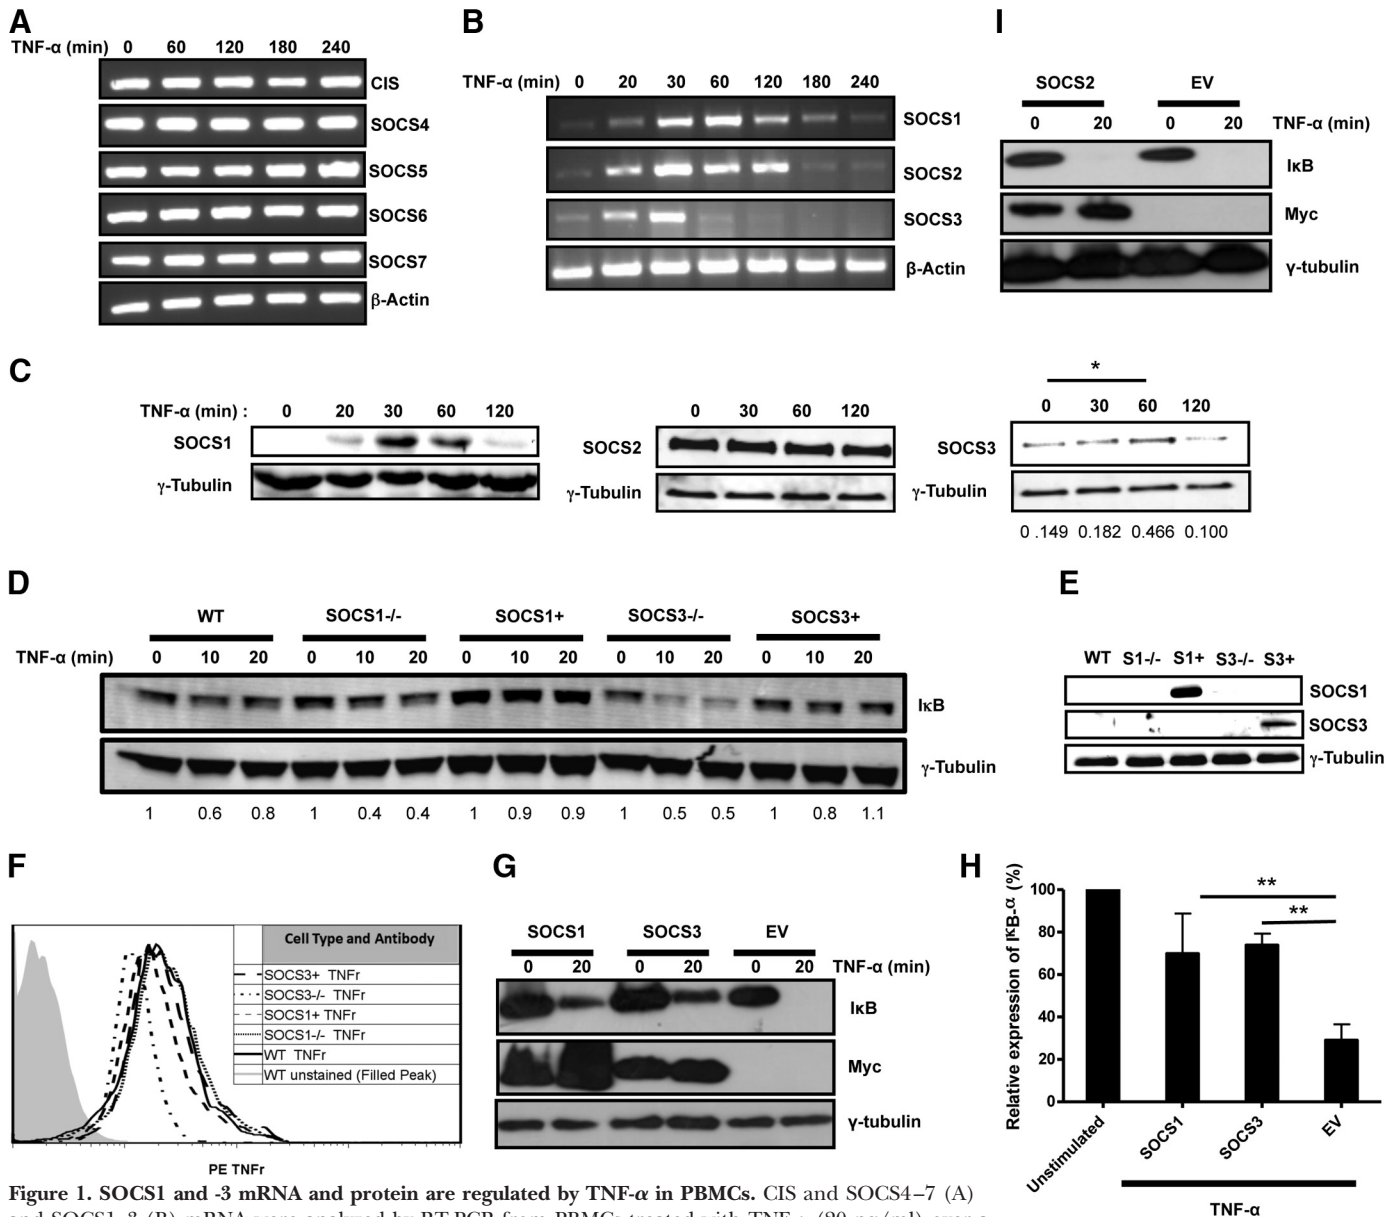 A
TNF-α (min) 0 60 120 180 240
CIS
SOCS4
SOCS5
SOCS6
SOCS7
β-Actin
B
TNF-α (min) 0 20 30 60 120 180 240
SOCS1
SOCS2
SOCS3
β-Actin
I
SOCS2 EV
0 20 0 20 TNF-α (min)
IκB
Myc
γ-tubulin
C
TNF-α (min) : 0 20 30 60 120
SOCS1
γ-Tubulin
0 30 60 120
SOCS2
γ-Tubulin
*
0 30 60 120
SOCS3
γ-Tubulin
0 .149 0.182 0.466 0.100
D
WT SOCS1-/- SOCS1+ SOCS3-/- SOCS3+
TNF-α (min) 0 10 20 0 10 20 0 10 20 0 10 20 0 10 20
IκB
γ-Tubulin
1 0.6 0.8 1 0.4 0.4 1 0.9 0.9 1 0.5 0.5 1 0.8 1.1
E
WT S1-/- S1+ S3-/- S3+
SOCS1
SOCS3
γ-Tubulin
F
Cell Type and Antibody
SOCS3+ TNFr
SOCS3-/- TNFr
SOCS1+ TNFr
SOCS1-/- TNFr
WT TNFr
WT unstained (Filled Peak)
PE TNFr
G
SOCS1 SOCS3 EV
0 20 0 20 0 20 TNF-α (min)
IκB
Myc
γ-tubulin
H
Relative expression of IκB-α (%)
100
80
60
40
20
0
**
**
Unstimulated
SOCS1
SOCS3
EV
TNF-α
Figure 1. SOCS1 and -3 mRNA and protein are regulated by TNF-α in PBMCs. CIS and SOCS4–7 (A)